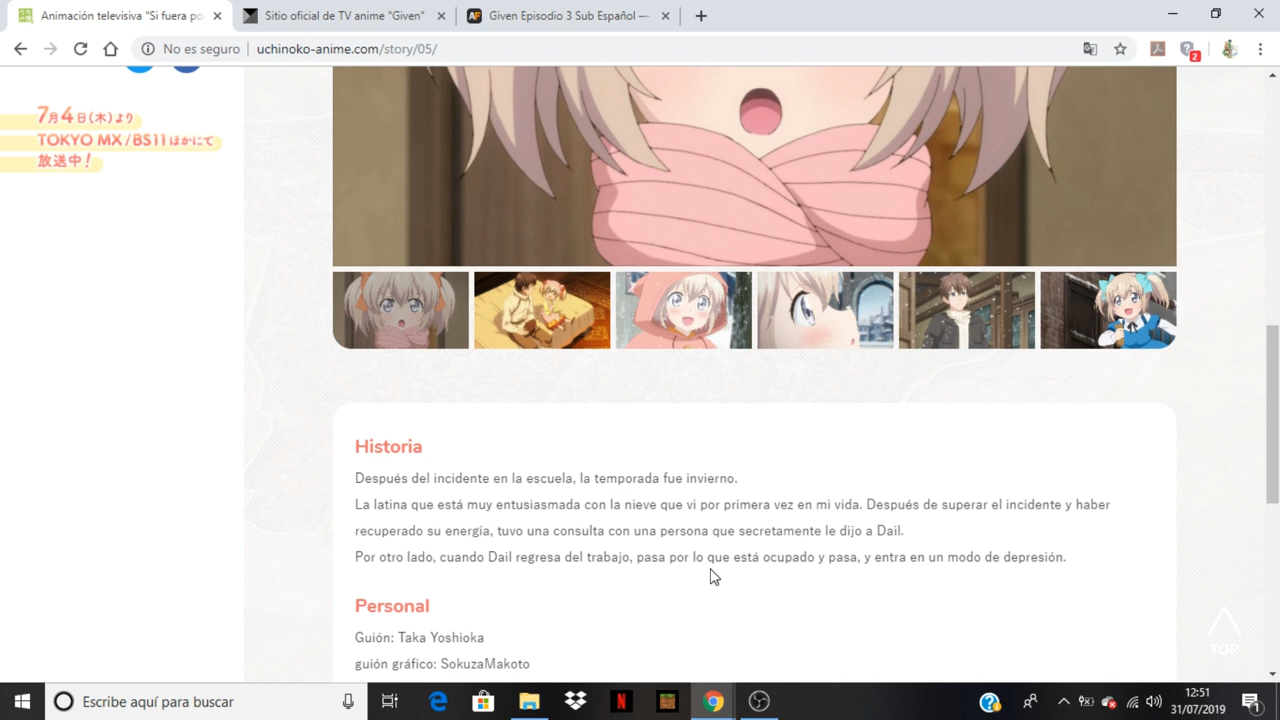 Animación televisiva "Si fuera po
Sitio oficial de TV anime "Given"
Given Episodio 3 Sub Español —
No es seguro
uchinoko-anime.com/story/05/
2
7月4日(木)より
TOKYO MX/BS11ほかにて
放送中!
Historia
Después del incidente en la escuela, la temporada fue invierno.
La latina que está muy entusiasmada con la nieve que vi por primera vez en mi vida. Después de superar el incidente y haber
recuperado su energía, tuvo una consulta con una persona que secretamente le dijo a Dail.
Por otro lado, cuando Dail regresa del trabajo, pasa por lo que está ocupado y pasa, y entra en un modo de depresión.
Personal
Guión: Taka Yoshioka
guión gráfico: SokuzaMakoto
TOP
Escribe aquí para buscar
12:51
31/07/2019
1